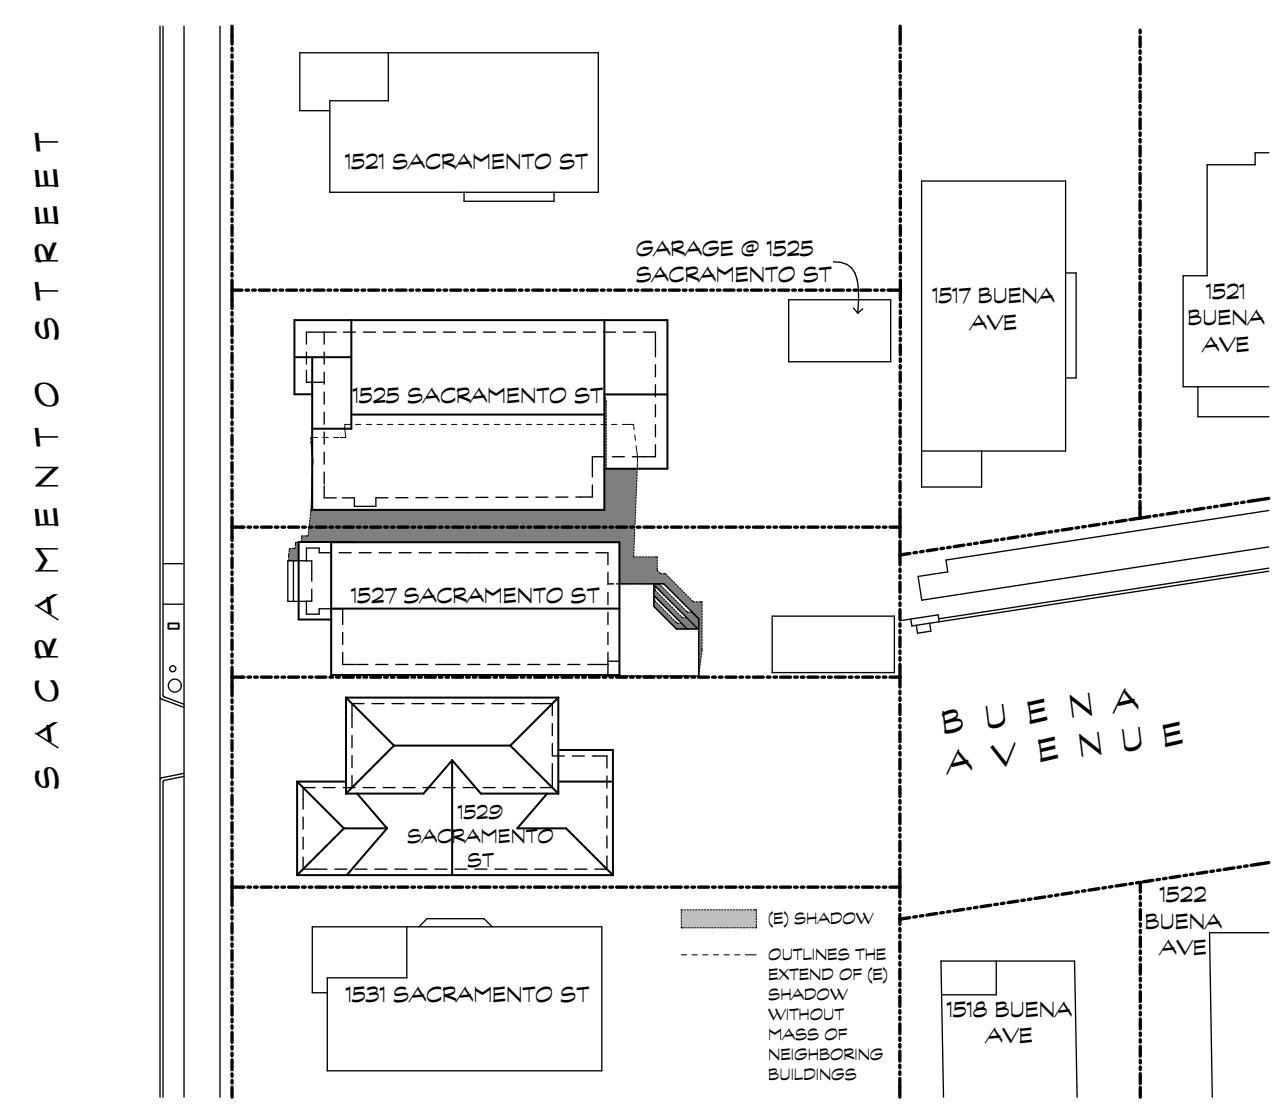 SACRAMENTO STREET
1521 SACRAMENTO ST
GARAGE @ 1525
SACRAMENTO ST
1517 BUENA
AVE
1521
BUENA
AVE
1525 SACRAMENTO ST
1527 SACRAMENTO ST
BUENA
AVENUE
1529
SACRAMENTO
ST
1531 SACRAMENTO ST
(E) SHADOW
OUTLINES THE
EXTEND OF (E)
SHADOW
WITHOUT
MASS OF
NEIGHBORING
BUILDINGS
1522
BUENA
AVE
1518 BUENA
AVE